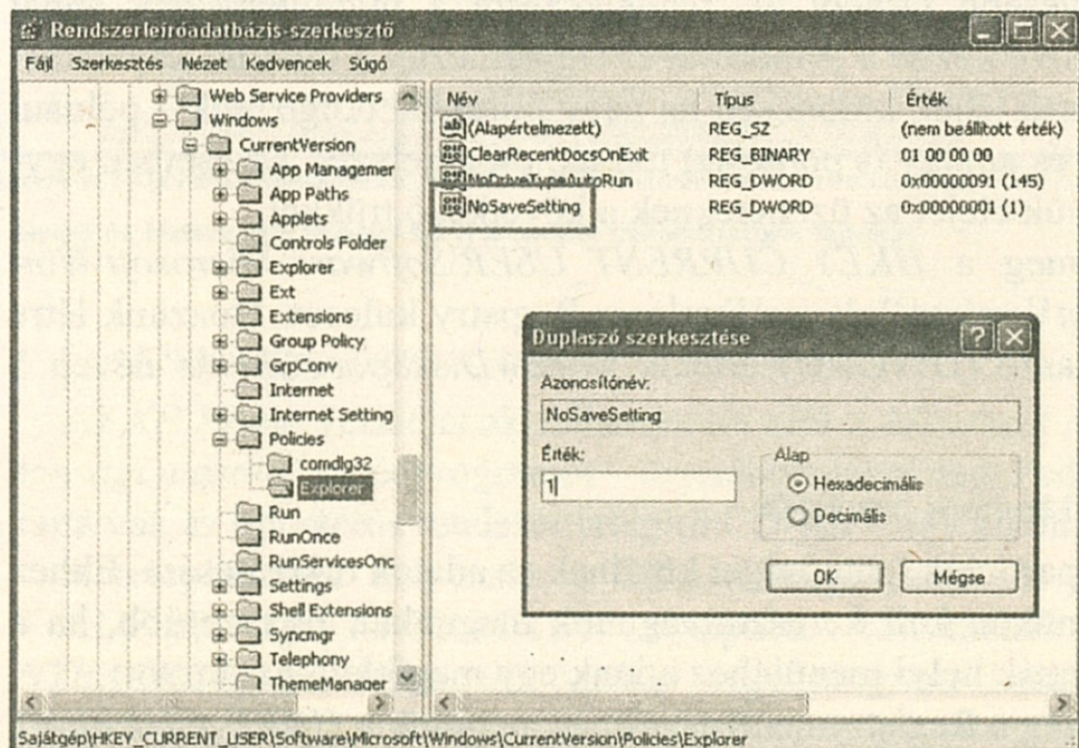 Rendszerleíróadatbázis-szerkesztő
Fájl Szerkesztés Nézet Kedvencek Súgó
Web Service Providers
Windows
CurrentVersion
App Managemer
App Paths
Applets
Controls Folder
Explorer
Ext
Extensions
Group Policy
GrpConv
Internet
Internet Setting
Policies
comdlg32
Explorer
Run
RunOnce
RunServicesOnc
Settings
Shell Extensions
Syncmgr
Telephony
ThemeManager
Név Típus Érték
(Alapértelmezett) REG_SZ (nem beállított érték)
ClearRecentDocsOnExit REG_BINARY 01 00 00 00
NoDriveTypeAutoRun REG_DWORD 0x00000091 (145)
NoSaveSetting REG_DWORD 0x00000001 (1)
Duplaszó szerkesztése
Azonosítónév:
NoSaveSetting
Érték:
1
Alap
Hexadecimális
Decimális
OK Mégse
Sajátgép\HKEY_CURRENT_USER\Software\Microsoft\Windows\CurrentVersion\Policies\Explorer